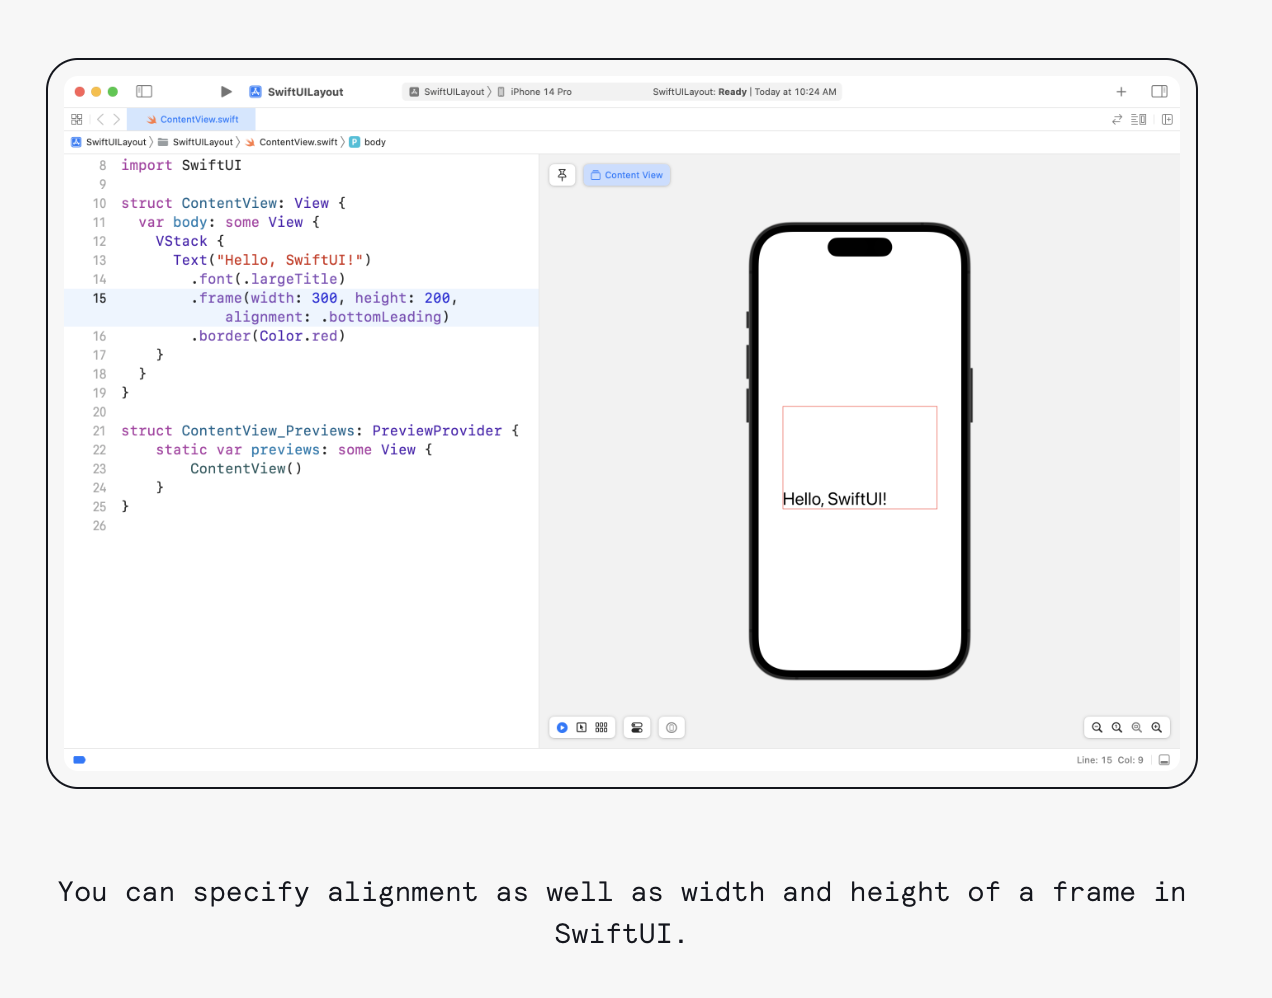 SwiftUILayout
SwiftUILayout 〉 iPhone 14 Pro
SwiftUILayout: Ready | Today at 10:24 AM
ContentView.swift
SwiftUILayout 〉 SwiftUILayout 〉 ContentView.swift 〉 P body
8 import SwiftUI
9
10 struct ContentView: View {
11 var body: some View {
12 VStack {
13 Text("Hello, SwiftUI!")
14 .font(.largeTitle)
15 .frame(width: 300, height: 200,
alignment: .bottomLeading)
16 .border(Color.red)
17 }
18 }
19 }
20
21 struct ContentView_Previews: PreviewProvider {
22 static var previews: some View {
23 ContentView()
24 }
25 }
26
Content View
Hello, SwiftUI!
Line: 15 Col: 9
You can specify alignment as well as width and height of a frame in
SwiftUI.